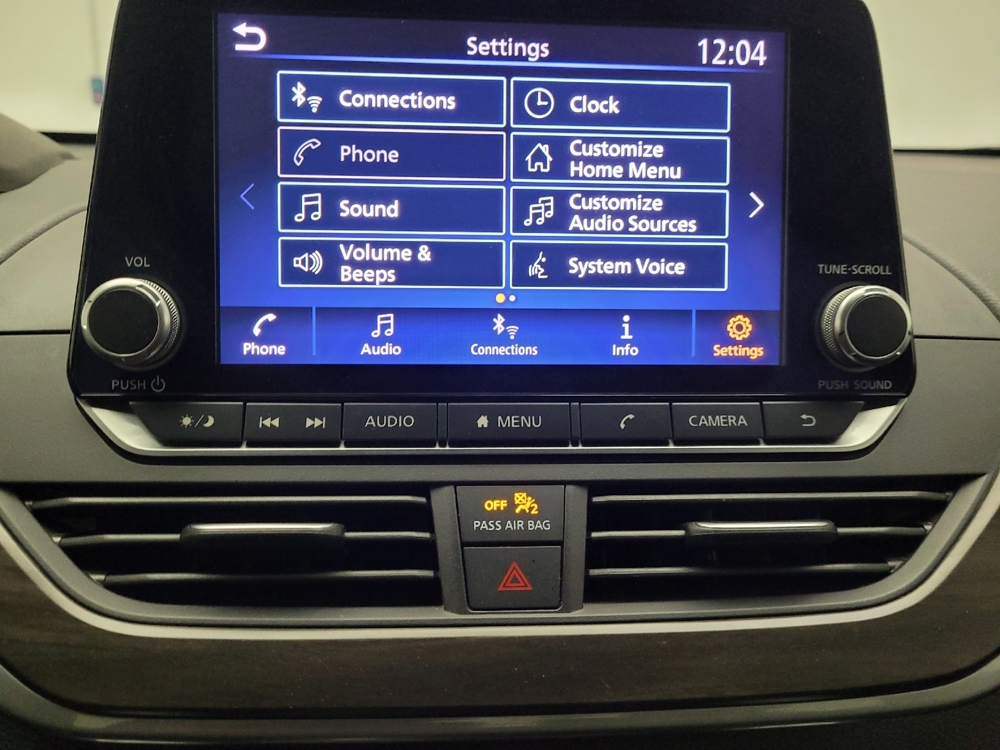 Settings
12:04
Connections
Clock
Phone
Customize
Home Menu
Sound
Customize
Audio Sources
Volume &
Beeps
System Voice
Phone
Audio
Connections
Info
Settings
VOL
PUSH
TUNE·SCROLL
PUSH SOUND
AUDIO
MENU
CAMERA
OFF 2
PASS AIR BAG